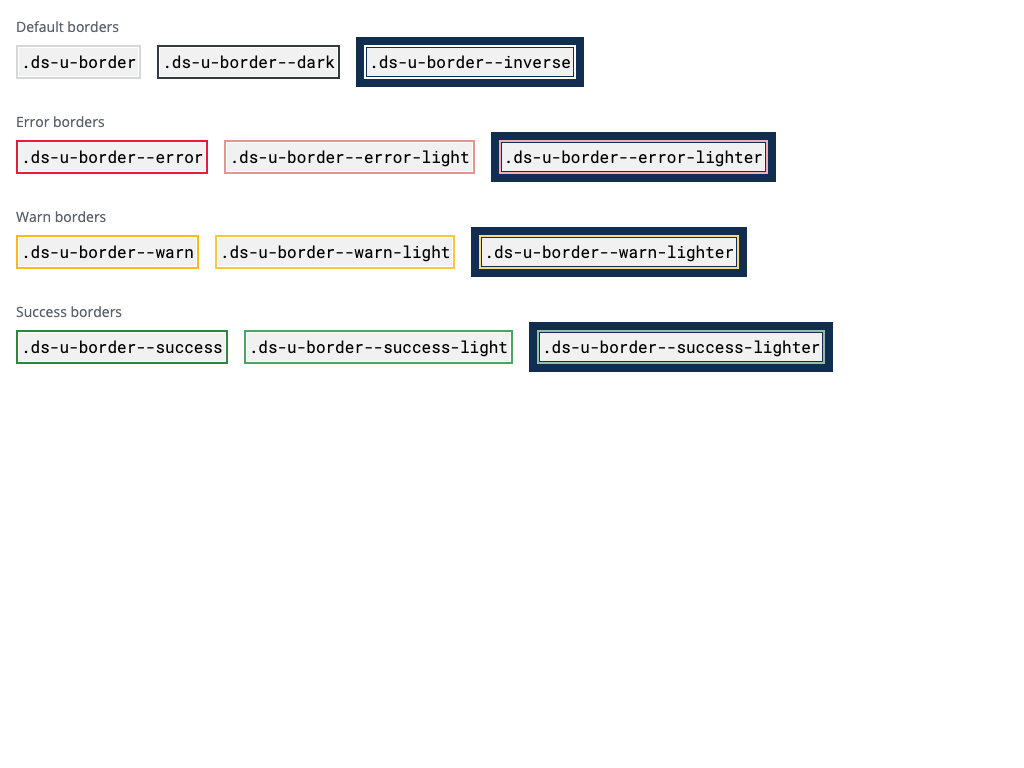 Default borders
.ds-u-border .ds-u-border--dark .ds-u-border--inverse
Error borders
.ds-u-border--error .ds-u-border--error-light .ds-u-border--error-lighter
Warn borders
.ds-u-border--warn .ds-u-border--warn-light .ds-u-border--warn-lighter
Success borders
.ds-u-border--success .ds-u-border--success-light .ds-u-border--success-lighter